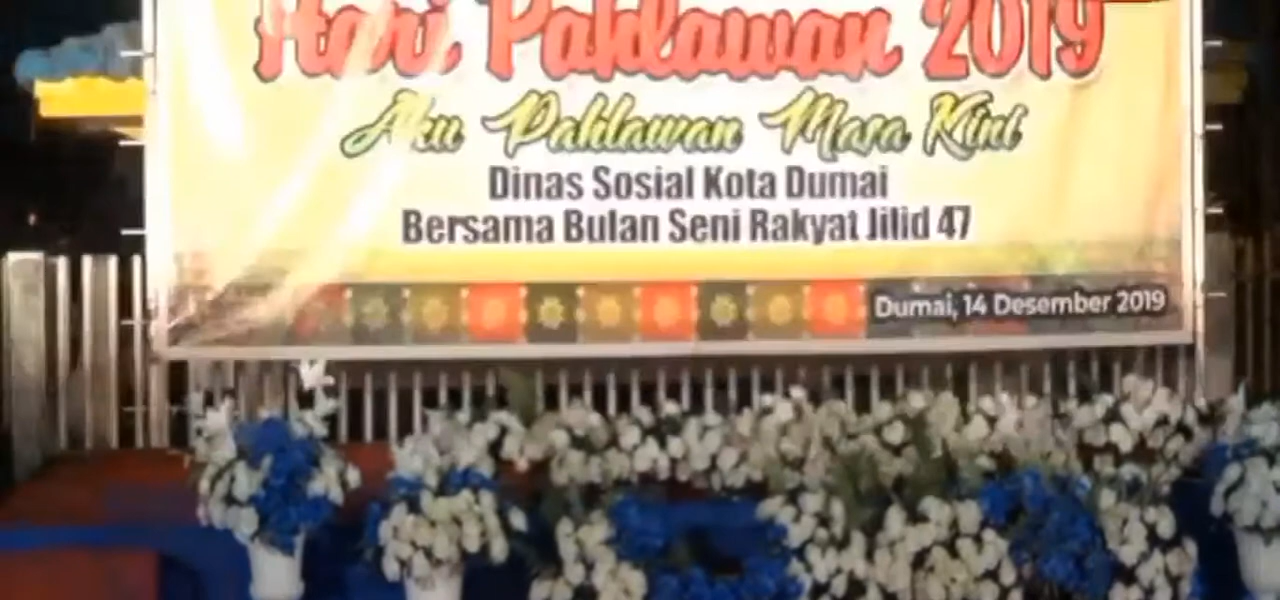 Hari Pahlawan 2019
Aku Pahlawan Masa Kini
Dinas Sosial Kota Dumai
Bersama Bulan Seni Rakyat Jilid 47
Dumai, 14 Desember 2019